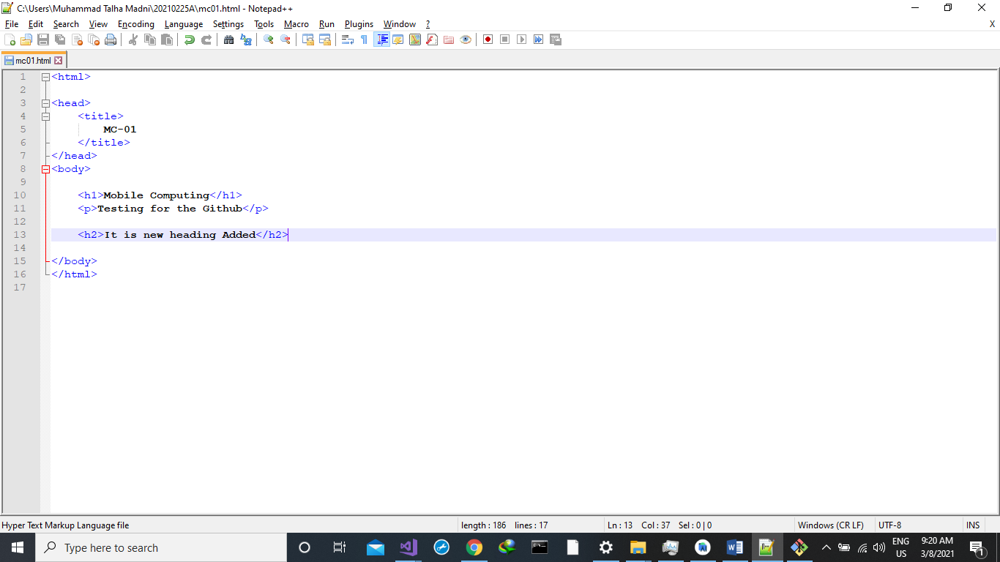 C:\Users\Muhammad Talha Madni\20210225A\mc01.html - Notepad++
File Edit Search View Encoding Language Settings Tools Macro Run Plugins Window ? X
mc01.html
1 <html>
2
3 <head>
4 <title>
5 MC-01
6 </title>
7 </head>
8 <body>
9
10 <h1>Mobile Computing</h1>
11 <p>Testing for the Github</p>
12
13 <h2>It is new heading Added</h2>
14
15 </body>
16 </html>
17
Hyper Text Markup Language file length : 186 lines : 17 Ln : 13 Col : 37 Sel : 0 | 0 Windows (CR LF) UTF-8 INS
Type here to search
ENG
US
9:20 AM
3/8/2021
1